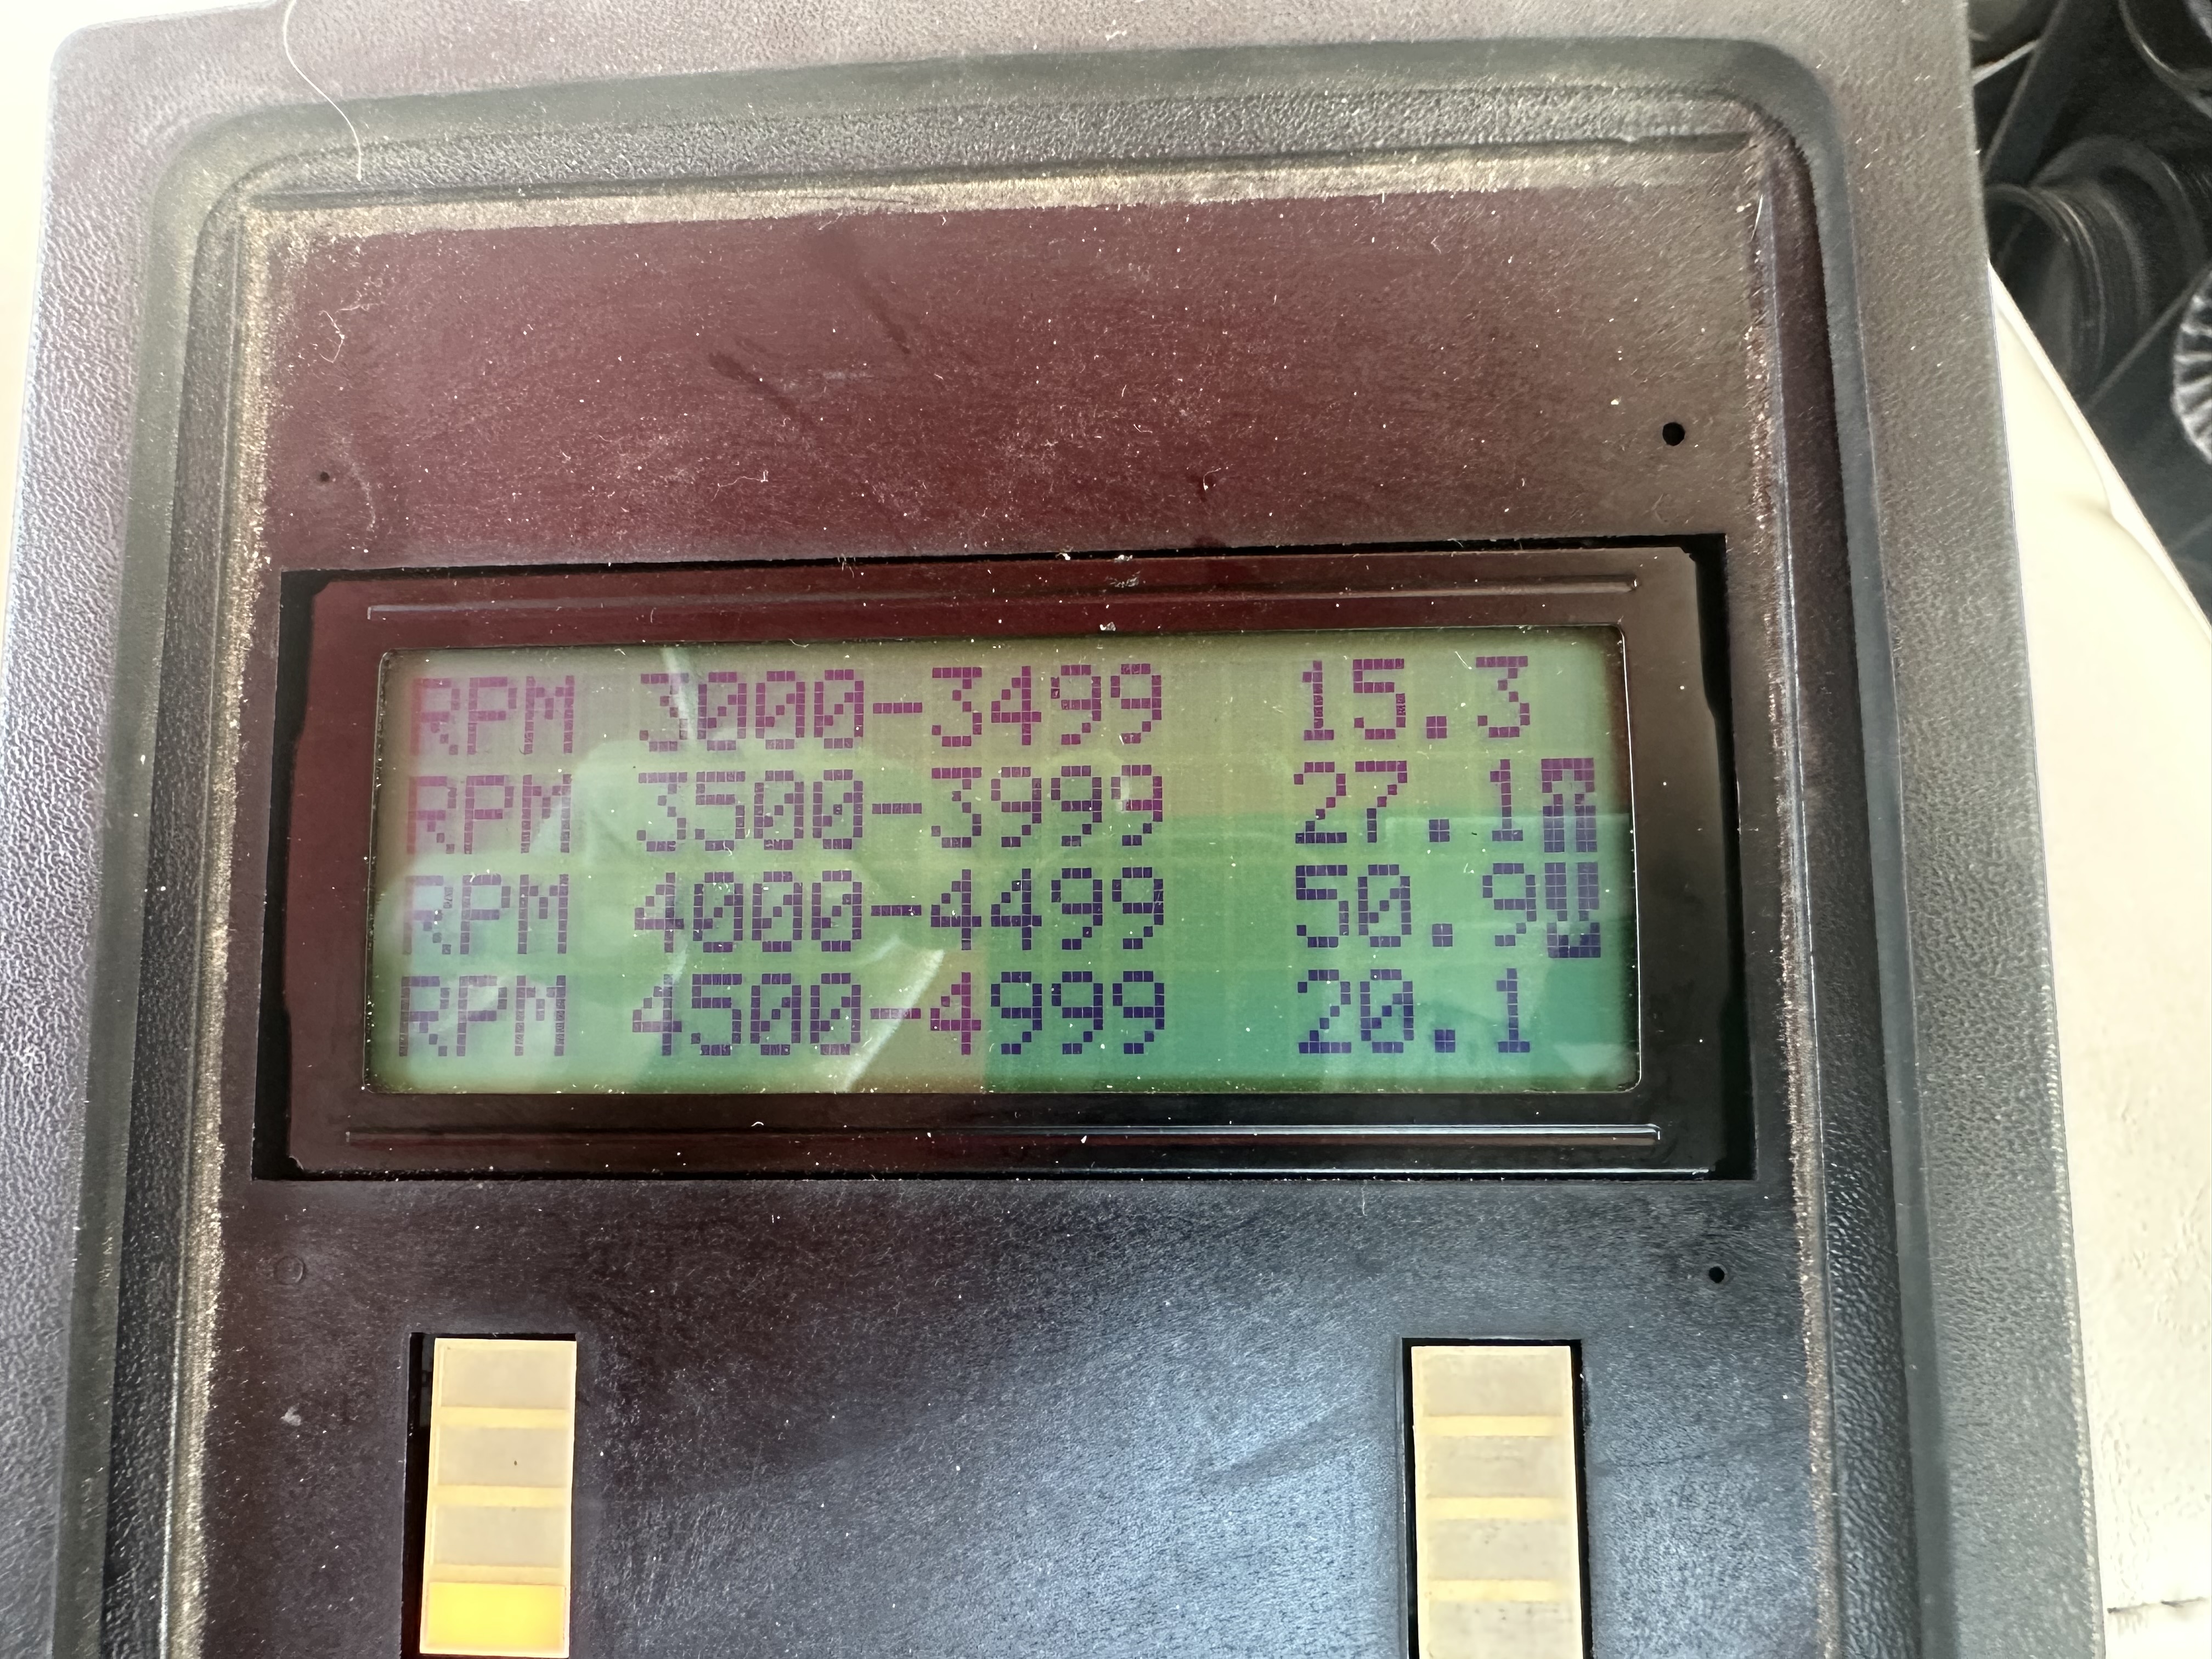 RPM 3000-3499 15.3
RPM 3500-3999 27.1
RPM 4000-4499 50.9
RPM 4500-4999 20.1